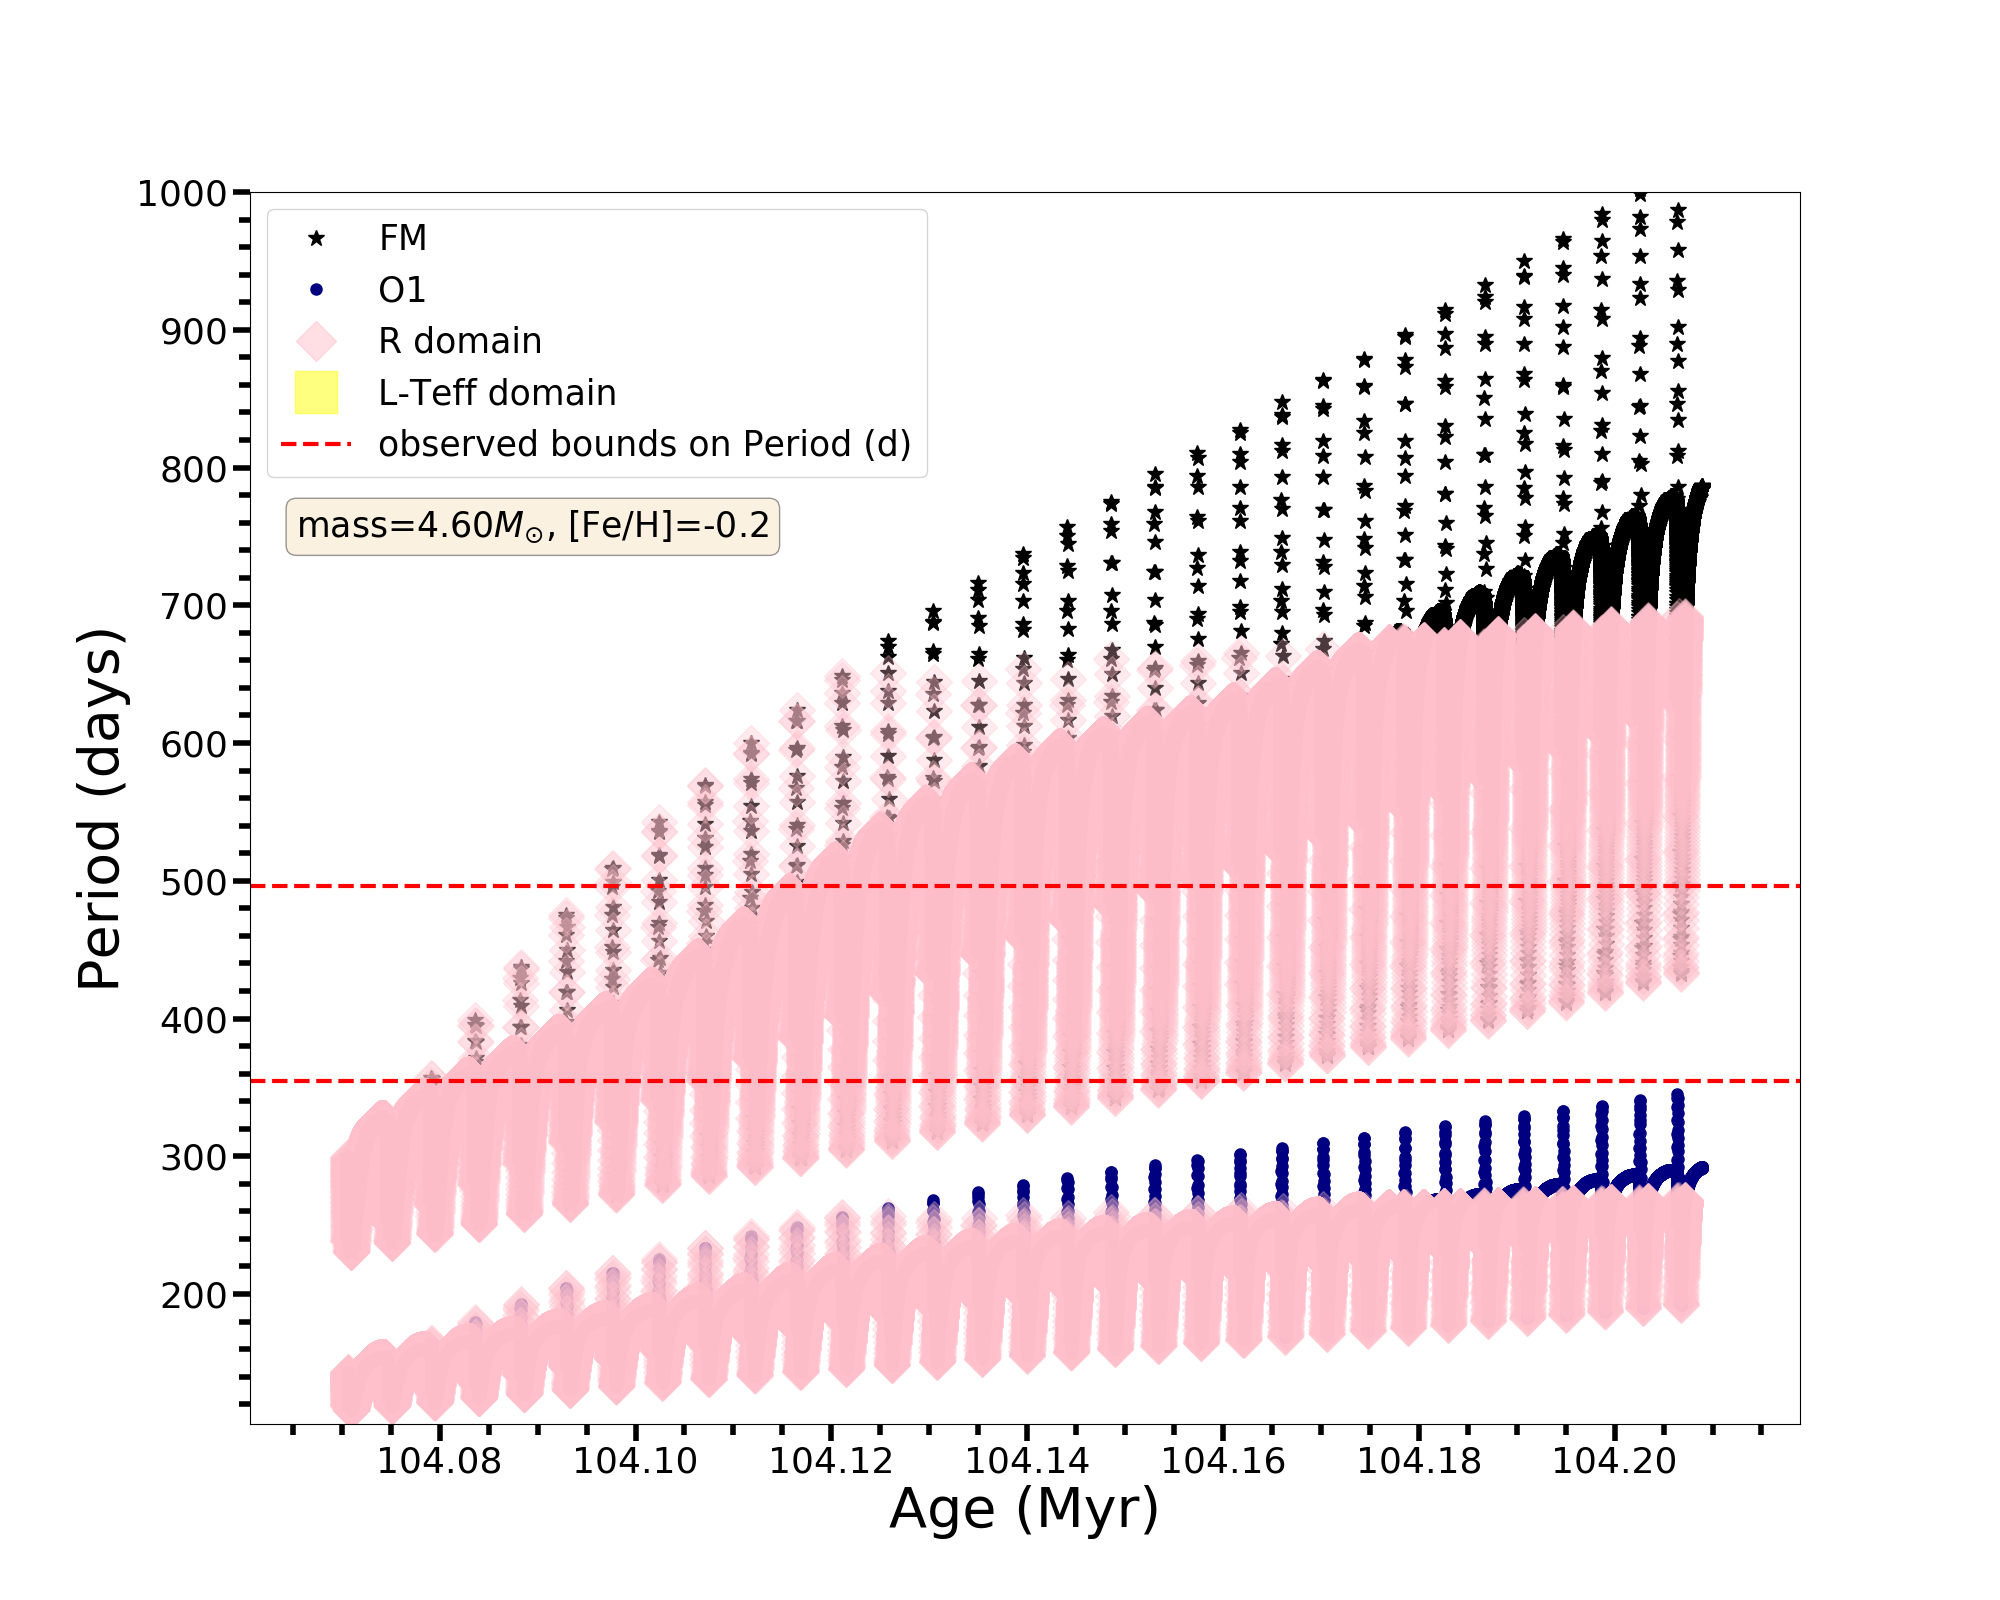 1000
900
800
700
600
500
400
300
200
Period (days)
FM
O1
R domain
L-Teff domain
observed bounds on Period (d)
mass=4.60M⊙, [Fe/H]=-0.2
104.08 104.10 104.12 104.14 104.16 104.18 104.20
Age (Myr)